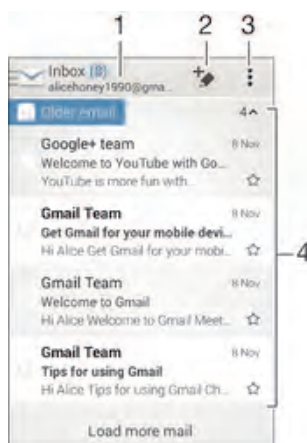 1 2 3
Inbox (8)
alicehoney1990@gma...
Older email 4
Google+ team 8 Nov
Welcome to YouTube with Go...
YouTube is more fun with...
Gmail Team 8 Nov
Get Gmail for your mobile devi...
Hi Alice Get Gmail for your mobi...
4
Gmail Team 8 Nov
Welcome to Gmail
Hi Alice Welcome to Gmail Meet...
Gmail Team 8 Nov
Tips for using Gmail
Hi Alice Tips for using Gmail Ch...
Load more mail